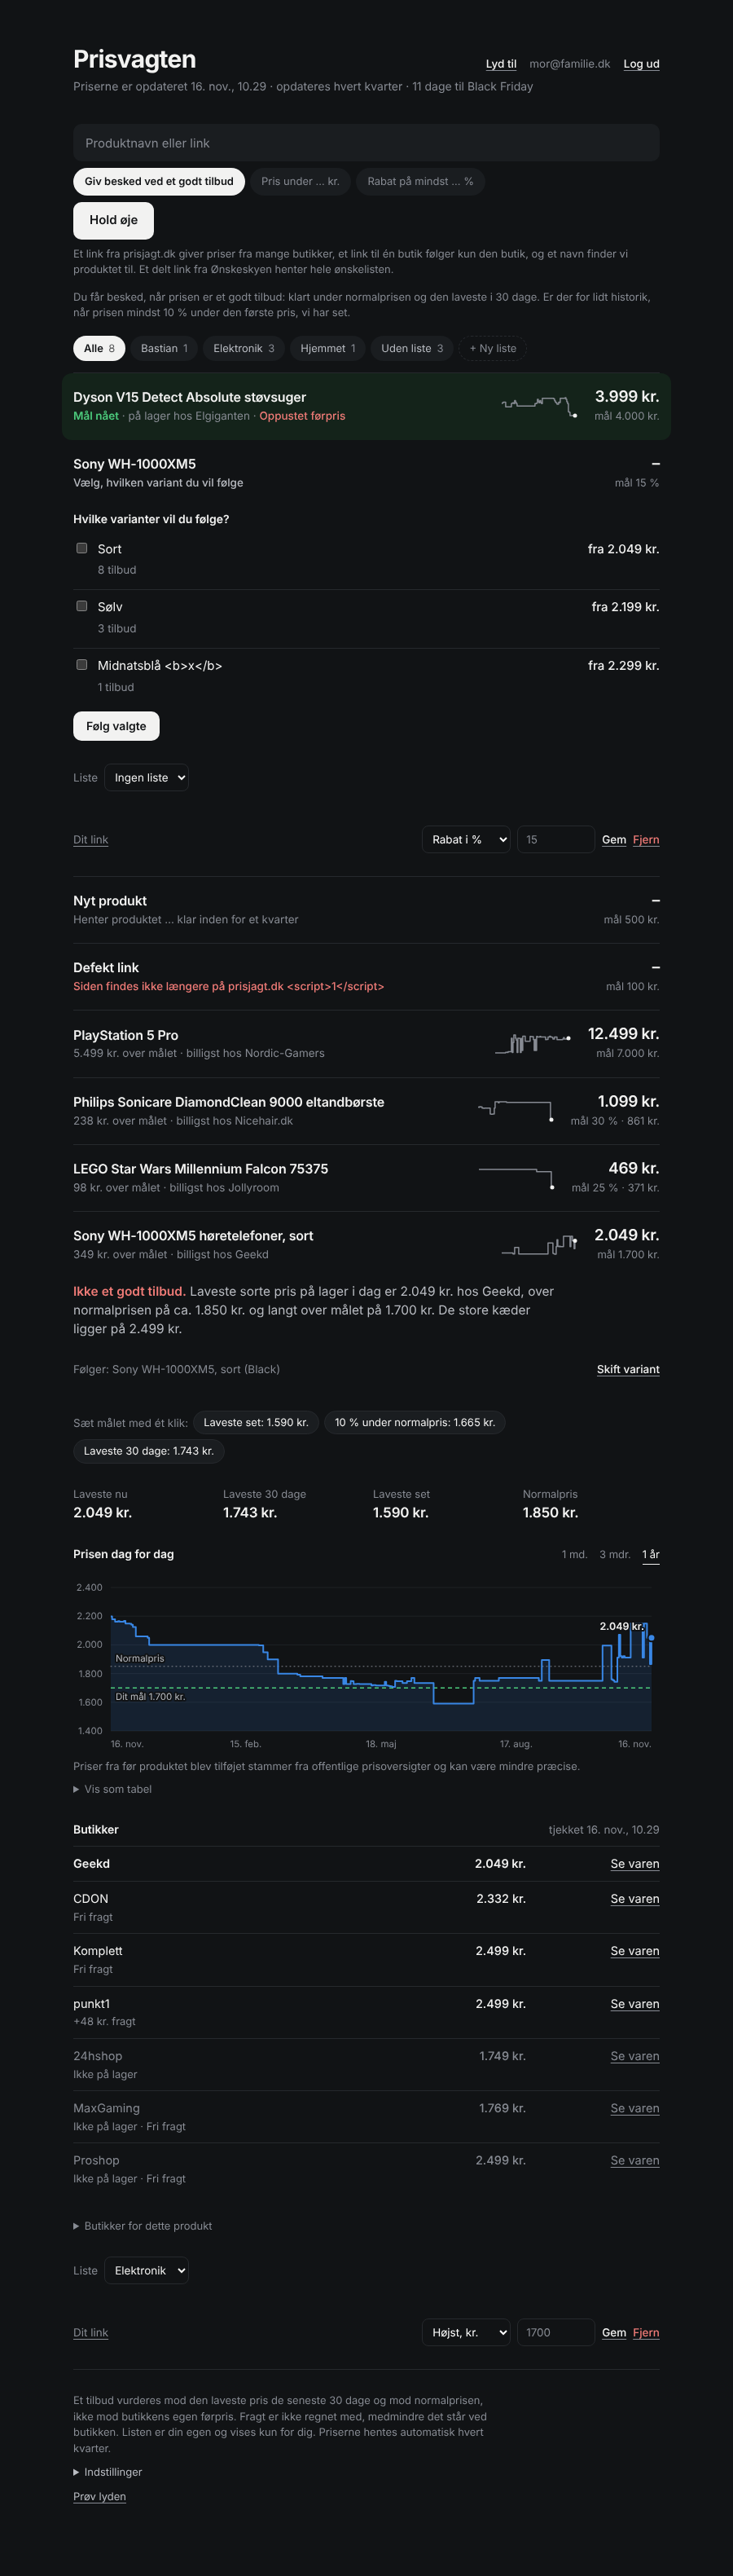 Prisvagten
Lyd til mor@familie.dk Log ud
Priserne er opdateret 16. nov., 10.29 · opdateres hvert kvarter · 11 dage til Black Friday
Produktnavn eller link
Giv besked ved et godt tilbud Pris under ... kr. Rabat på mindst ... %
Hold øje
Et link fra prisjagt.dk giver priser fra mange butikker, et link til én butik følger kun den butik, og et navn finder vi
produktet til. Et delt link fra Ønskeskyen henter hele ønskelisten.
Du får besked, når prisen er et godt tilbud: klart under normalprisen og den laveste i 30 dage. Er der for lidt historik,
når prisen mindst 10 % under den første pris, vi har set.
Alle 8 Bastian 1 Elektronik 3 Hjemmet 1 Uden liste 3 + Ny liste
Dyson V15 Detect Absolute støvsuger 3.999 kr.
Mål nået · på lager hos Elgiganten · Oppustet førpris mål 4.000 kr.
Sony WH-1000XM5 –
Vælg, hvilken variant du vil følge mål 15 %
Hvilke varianter vil du følge?
Sort fra 2.049 kr.
8 tilbud
Sølv fra 2.199 kr.
3 tilbud
Midnatsblå <b>x</b> fra 2.299 kr.
1 tilbud
Følg valgte
Liste Ingen liste
Dit link Rabat i % 15 Gem Fjern
Nyt produkt –
Henter produktet ... klar inden for et kvarter mål 500 kr.
Defekt link –
Siden findes ikke længere på prisjagt.dk <script>1</script> mål 100 kr.
PlayStation 5 Pro 12.499 kr.
5.499 kr. over målet · billigst hos Nordic-Gamers mål 7.000 kr.
Philips Sonicare DiamondClean 9000 eltandbørste 1.099 kr.
238 kr. over målet · billigst hos Nicehair.dk mål 30 % · 861 kr.
LEGO Star Wars Millennium Falcon 75375 469 kr.
98 kr. over målet · billigst hos Jollyroom mål 25 % · 371 kr.
Sony WH-1000XM5 høretelefoner, sort 2.049 kr.
349 kr. over målet · billigst hos Geekd mål 1.700 kr.
Ikke et godt tilbud. Laveste sorte pris på lager i dag er 2.049 kr. hos Geekd, over
normalprisen på ca. 1.850 kr. og langt over målet på 1.700 kr. De store kæder
ligger på 2.499 kr.
Følger: Sony WH-1000XM5, sort (Black) Skift variant
Sæt målet med ét klik: Laveste set: 1.590 kr. 10 % under normalpris: 1.665 kr.
Laveste 30 dage: 1.743 kr.
Laveste nu Laveste 30 dage Laveste set Normalpris
2.049 kr. 1.743 kr. 1.590 kr. 1.850 kr.
Prisen dag for dag 1 md. 3 mdr. 1 år
2.400
2.200
2.049 kr.
2.000
Normalpris
1.800
Dit mål 1.700 kr.
1.600
1.400
16. nov. 15. feb. 18. maj 17. aug. 16. nov.
Priser fra før produktet blev tilføjet stammer fra offentlige prisoversigter og kan være mindre præcise.
Vis som tabel
Butikker tjekket 16. nov., 10.29
Geekd 2.049 kr. Se varen
CDON 2.332 kr. Se varen
Fri fragt
Komplett 2.499 kr. Se varen
Fri fragt
punkt1 2.499 kr. Se varen
+48 kr. fragt
24hshop 1.749 kr. Se varen
Ikke på lager
MaxGaming 1.769 kr. Se varen
Ikke på lager · Fri fragt
Proshop 2.499 kr. Se varen
Ikke på lager · Fri fragt
Butikker for dette produkt
Liste Elektronik
Dit link Højst, kr. 1700 Gem Fjern
Et tilbud vurderes mod den laveste pris de seneste 30 dage og mod normalprisen,
ikke mod butikkens egen førpris. Fragt er ikke regnet med, medmindre det står ved
butikken. Listen er din egen og vises kun for dig. Priserne hentes automatisk hvert
kvarter.
Indstillinger
Prøv lyden